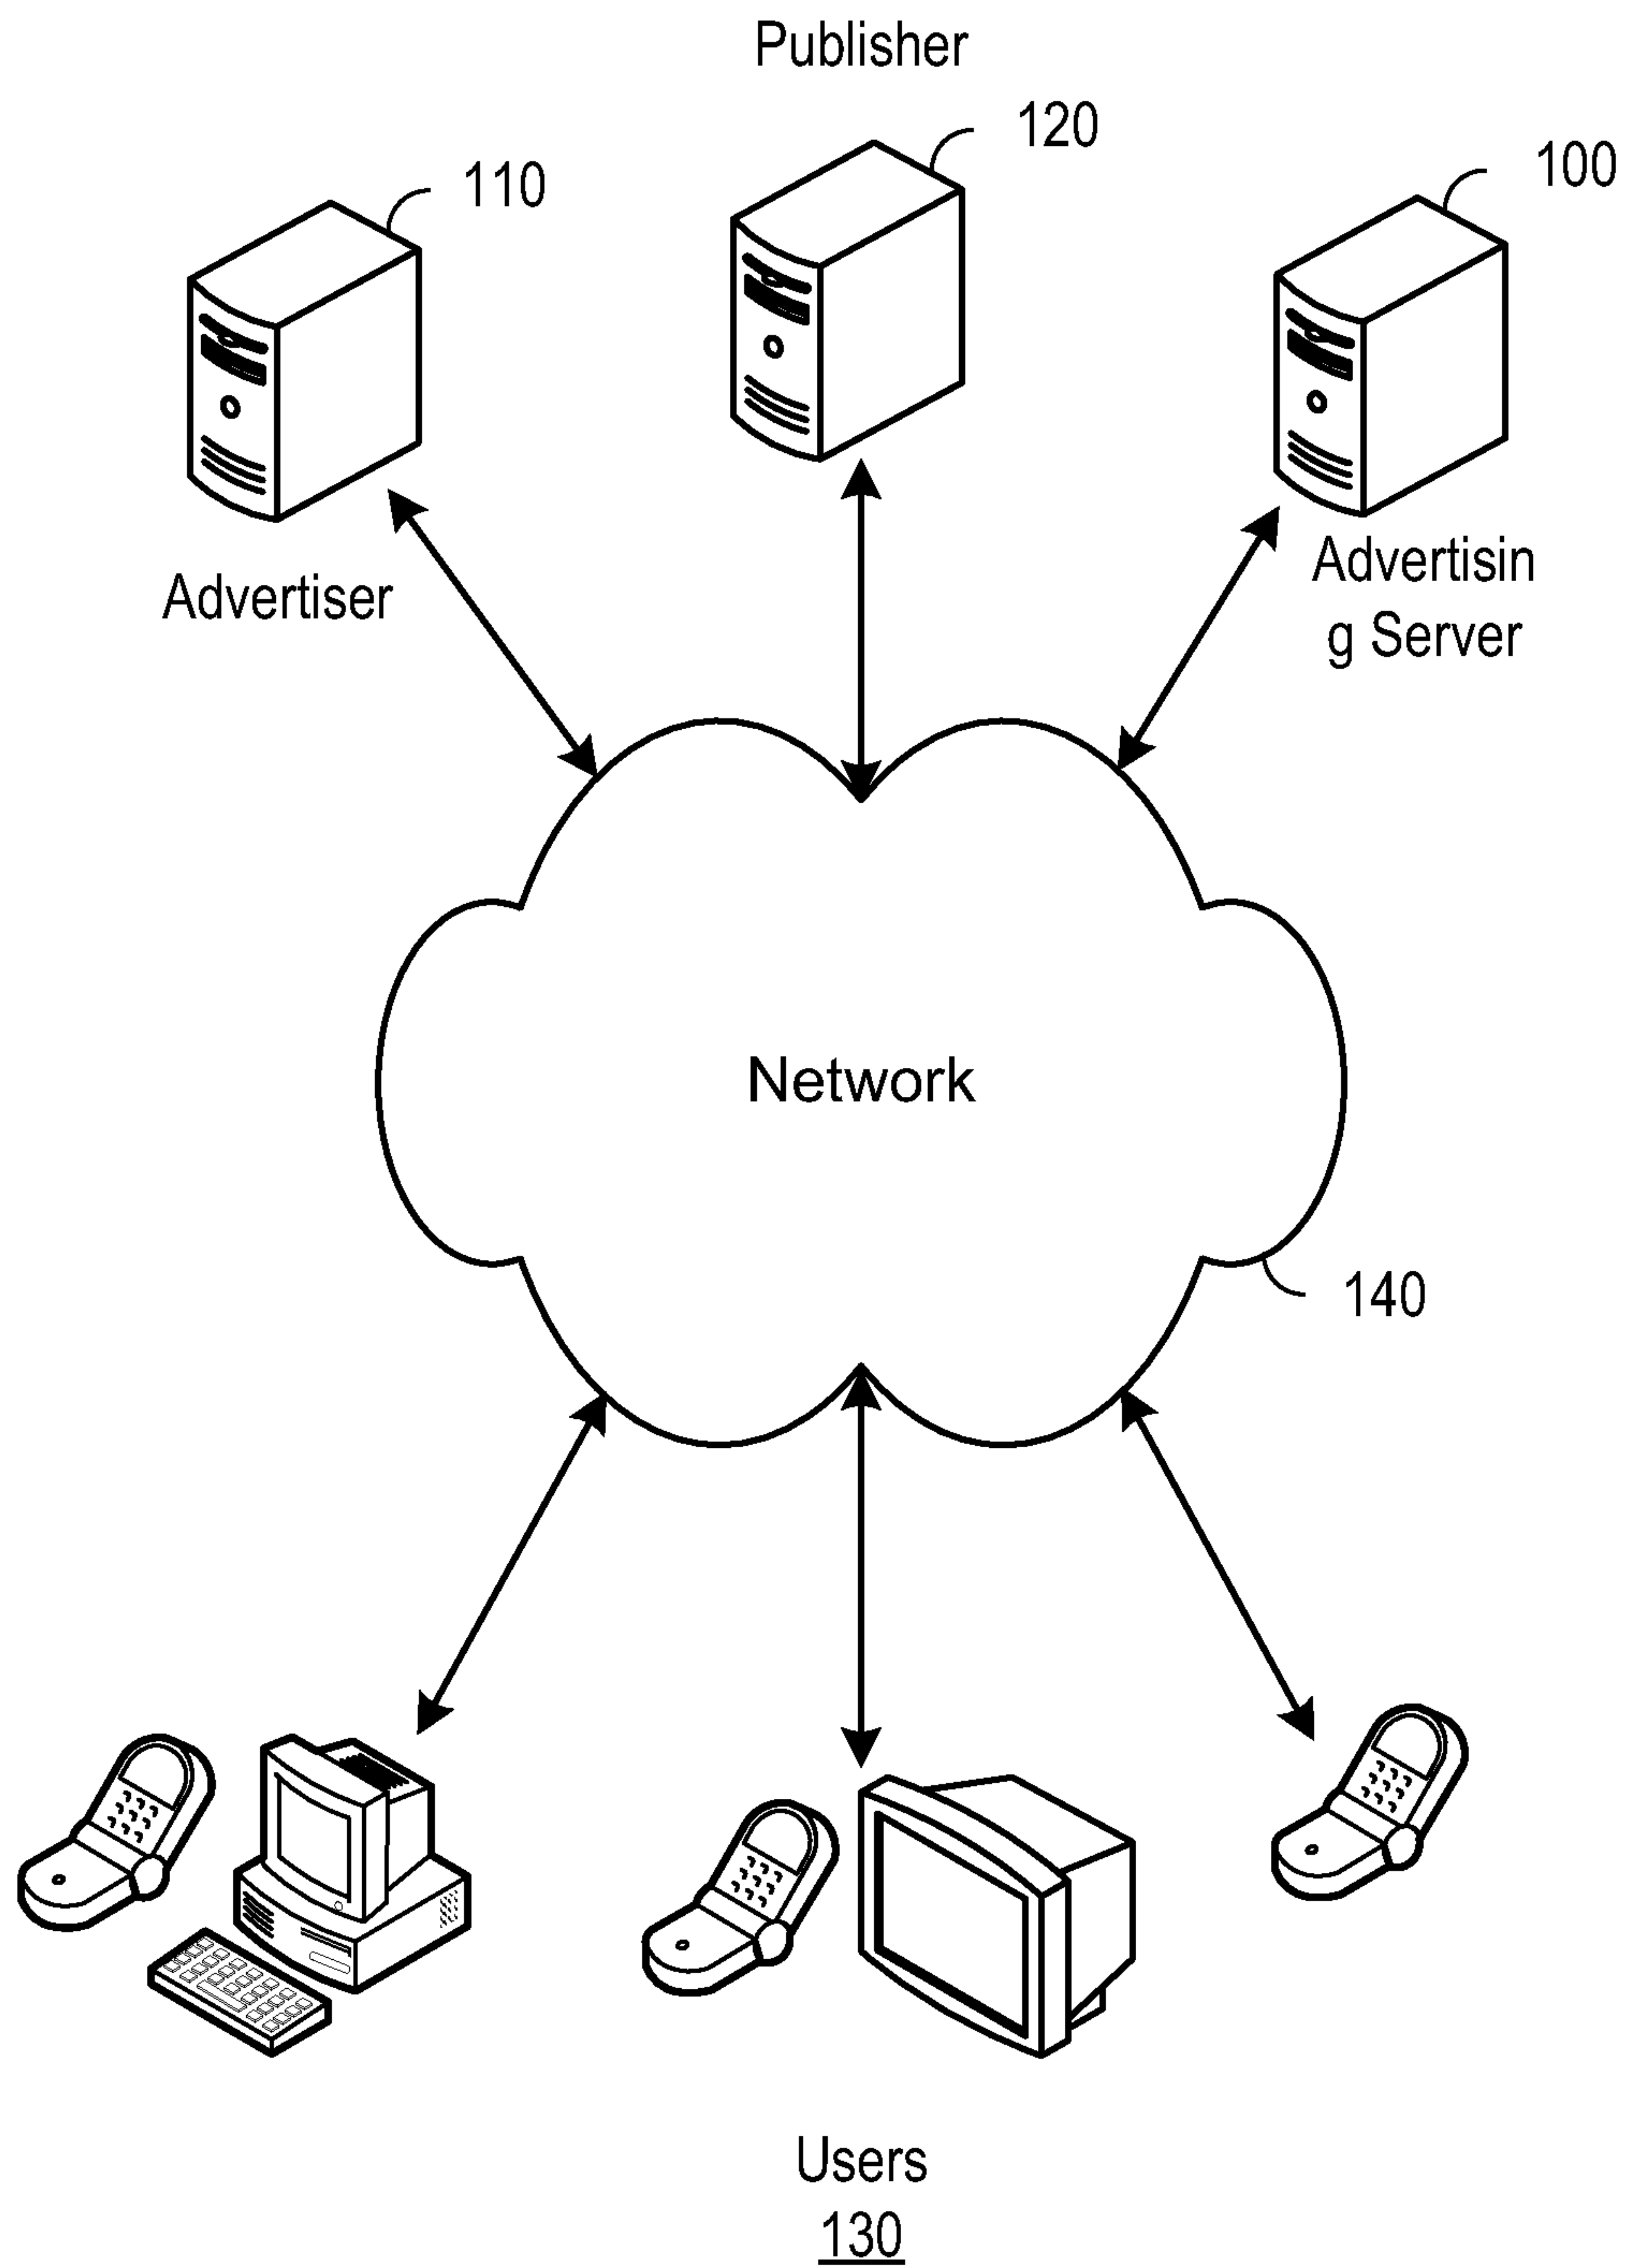 Publisher
120
110
100
Advertiser
Advertisin
g Server
Network
140
Users
130